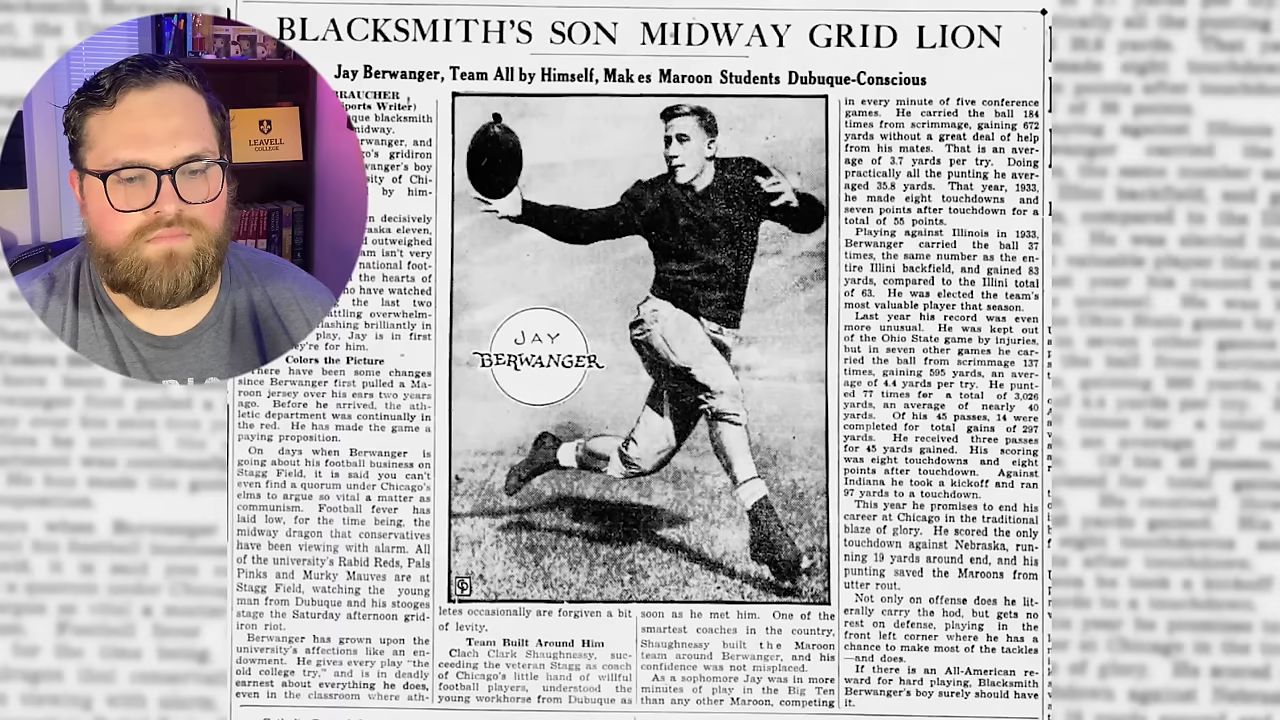 BLACKSMITH'S SON MIDWAY GRID LION
Jay Berwanger, Team All by Himself, Makes Maroon Students Dubuque-Conscious
LEAVELL
COLLEGE
BRAUCHER
ports Writer)
que blacksmith
midway.
rwanger, and
o's gridiron
wanger's boy
sity of Chi-
by him-
n decisively
raska eleven,
d outweighed
am isn't very
national foot-
the hearts of
ho have watched
the last two
attling overwhelm-
lashing brilliantly in
play, Jay is in first
ey're for him.
Colors the Picture
There have been some changes
since Berwanger first pulled a Ma-
roon jersey over his ears two years
ago. Before he arrived, the ath-
letic department was continually in
the red. He has made the game a
paying proposition.
On days when Berwanger is
going about his football business on
Stagg Field, it is said you can't
even find a quorum under Chicago's
elms to argue so vital a matter as
communism. Football fever has
laid low, for the time being, the
midway dragon that conservatives
have been viewing with alarm. All
of the university's Rabid Reds, Pals
Pinks and Murky Mauves are at
Stagg Field, watching the young
man from Dubuque and his stooges
stage the Saturday afternoon grid-
iron riot.
Berwanger has grown upon the
university's affections like an en-
dowment. He gives every play "the
old college try," and is in deadly
earnest about everything he does,
even in the classroom where ath-
JAY
BERWANGER
letes occasionally are forgiven a bit
of levity.
Team Built Around Him
Clach Clark Shaughnessy, suc-
ceeding the veteran Stagg as coach
of Chicago's little hand of willful
football players, understood the
young workhorse from Dubuque as
soon as he met him. One of the
smartest coaches in the country,
Shaughnessy built the Maroon
team around Berwanger, and his
confidence was not misplaced.
As a sophomore Jay was in more
minutes of play in the Big Ten
than any other Maroon, competing
in every minute of five conference
games. He carried the ball 184
times from scrimmage, gaining 672
yards without a great deal of help
from his mates. That is an aver-
age of 3.7 yards per try. Doing
practically all the punting he aver-
aged 35.8 yards. That year, 1933,
he made eight touchdowns and
seven points after touchdown for a
total of 55 points.
Playing against Illinois in 1933,
Berwanger carried the ball 37
times, the same number as the en-
tire Illini backfield, and gained 83
yards, compared to the Illini total
of 63. He was elected the team's
most valuable player that season.
Last year his record was even
more unusual. He was kept out
of the Ohio State game by injuries,
but in seven other games he car-
ried the ball from scrimmage 137
times, gaining 595 yards, an aver-
age of 4.4 yards per try. He punt-
ed 77 times for a total of 3,026
yards, an average of nearly 40
yards. Of his 45 passes, 14 were
completed for total gains of 297
yards. He received three passes
for 45 yards gained. His scoring
was eight touchdowns and eight
points after touchdown. Against
Indiana he took a kickoff and ran
97 yards to a touchdown.
This year he promises to end his
career at Chicago in the traditional
blaze of glory. He scored the only
touchdown against Nebraska, run-
ning 19 yards around end, and his
punting saved the Maroons from
utter rout.
Not only on offense does he lit-
erally carry the hod, but gets no
rest on defense, playing in the
front left corner where he has a
chance to make most of the tackles
—and does.
If there is an All-American re-
ward for hard playing, Blacksmith
Berwanger's boy surely should have
it.